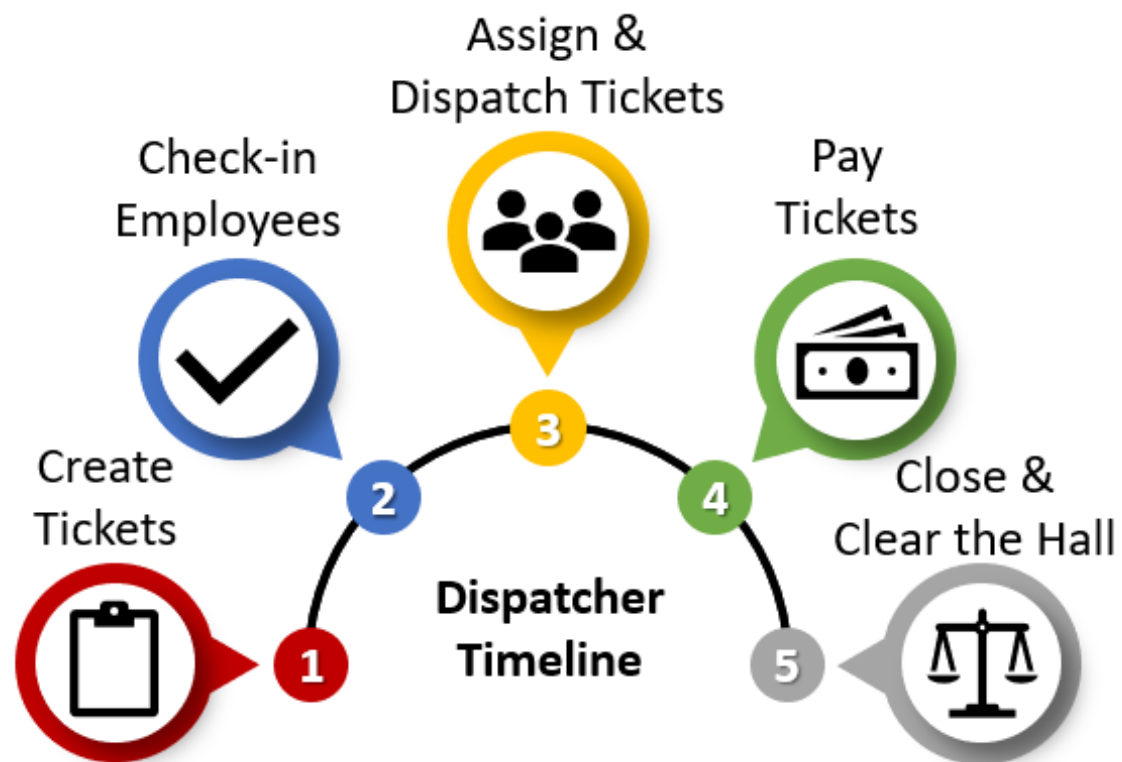 Create
Tickets
1
Check-in
Employees
2
Assign &
Dispatch Tickets
3
Pay
Tickets
4
Close &
Clear the Hall
5
Dispatcher
Timeline